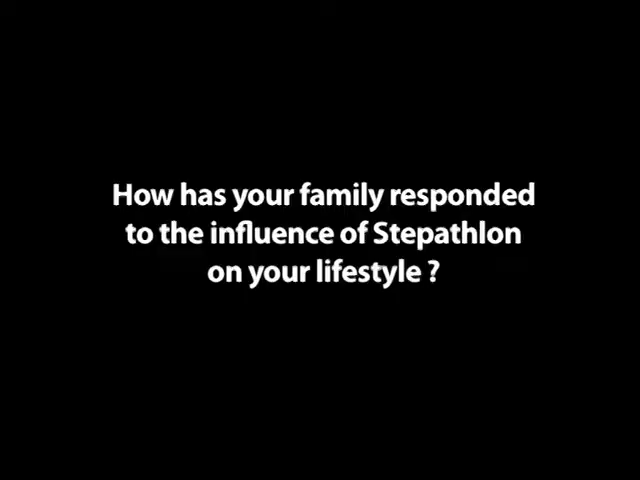 How has your family responded
to the influence of Stepathlon
on your lifestyle ?